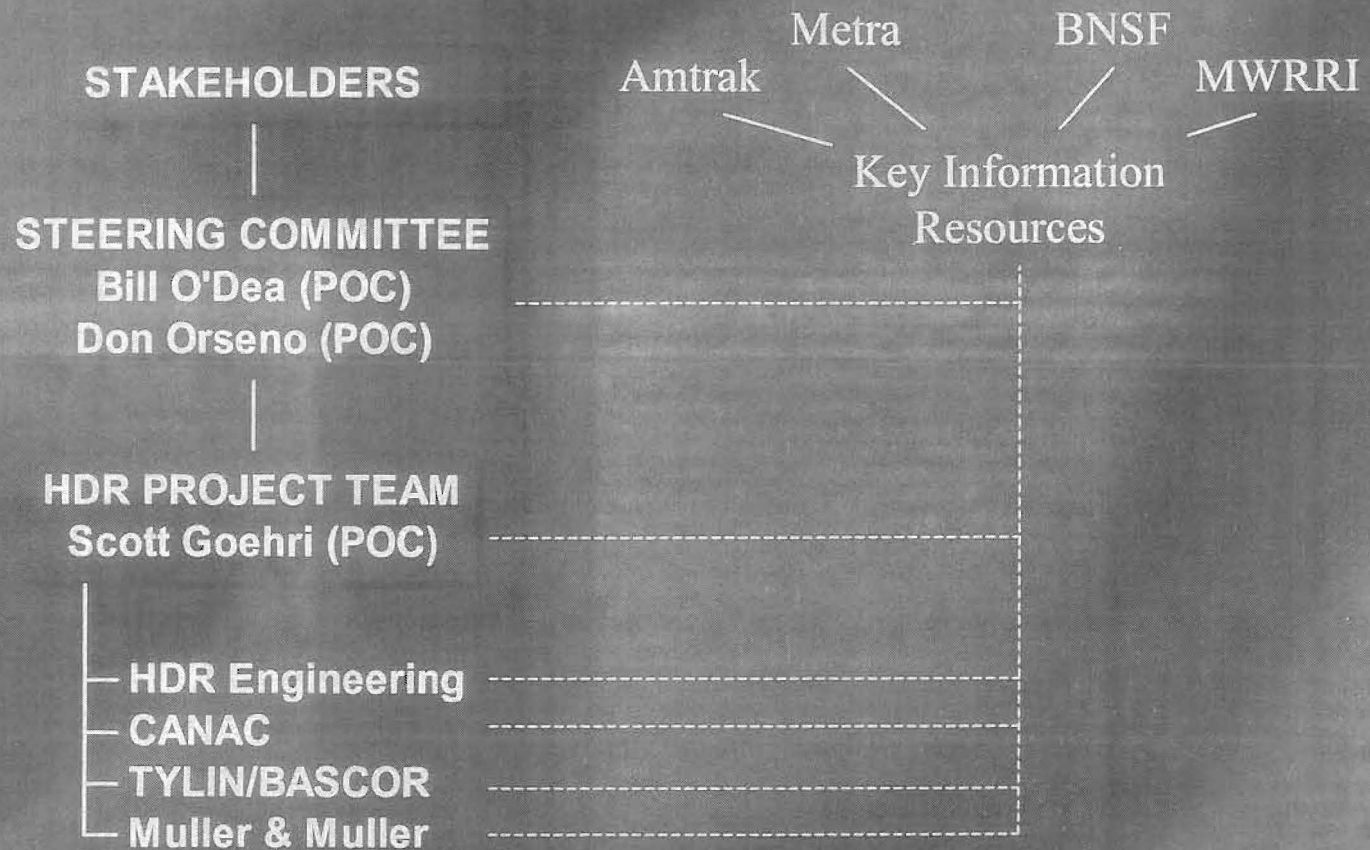 STAKEHOLDERS
STEERING COMMITTEE
Bill O'Dea (POC)
Don Orseno (POC)
HDR PROJECT TEAM
Scott Goehri (POC)
HDR Engineering
CANAC
TYLIN/BASCOR
Muller & Muller
Metra
BNSF
Amtrak
MWRRI
Key Information
Resources